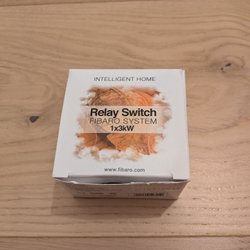 INTELLIGENT HOME
Relay Switch
FIBARO SYSTEM
1x3kW
www.fibaro.com